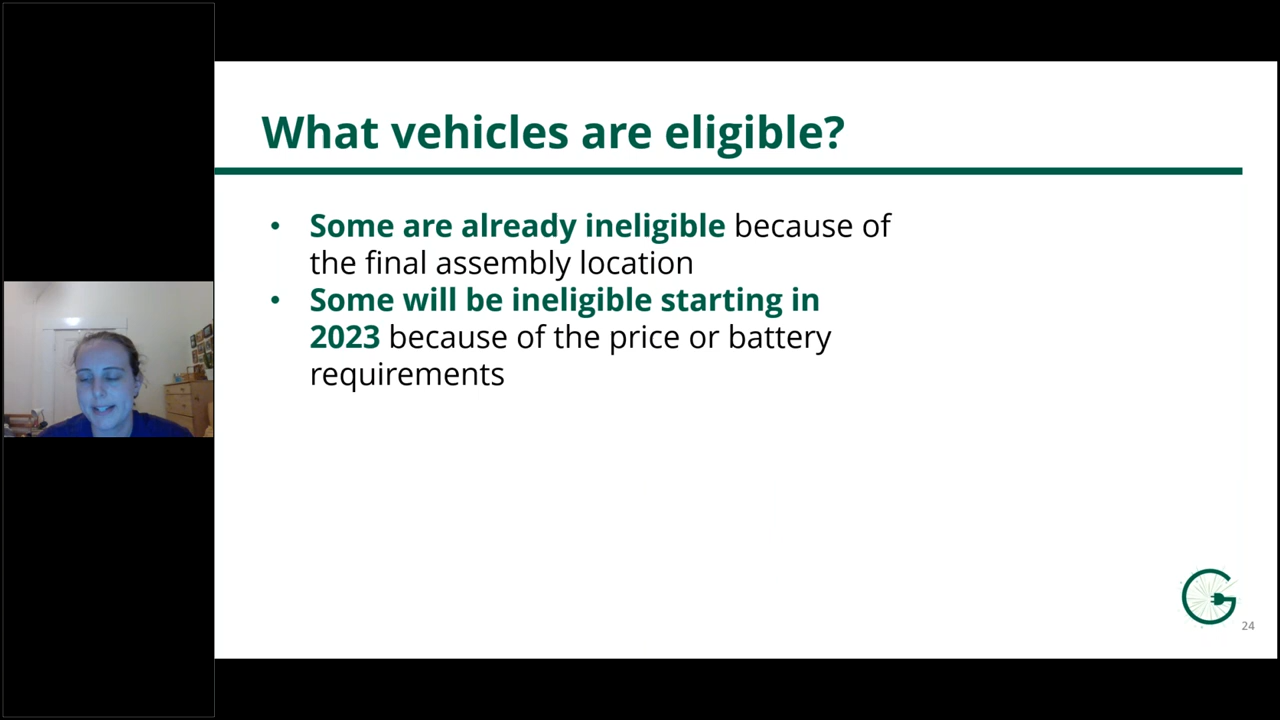 What vehicles are eligible?
• Some are already ineligible because of
the final assembly location
• Some will be ineligible starting in
2023 because of the price or battery
requirements
24